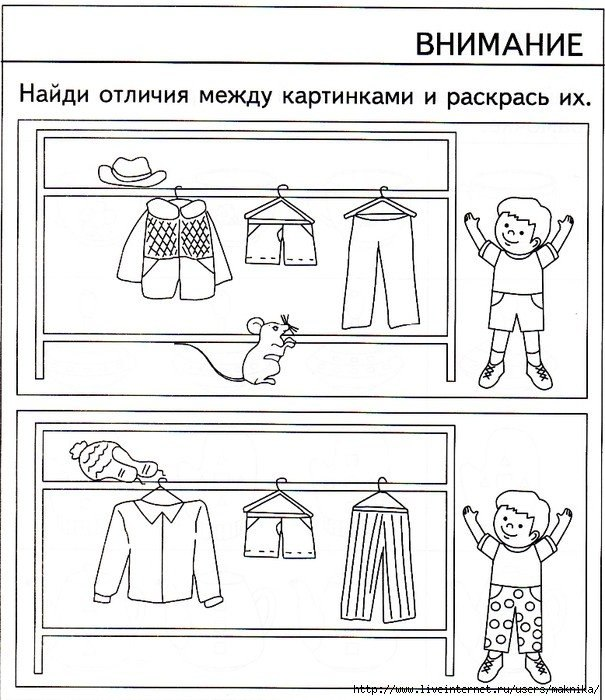 ВНИМАНИЕ
Найди отличия между картинками и раскрась их.
http://www.liveinternet.ru/users/maknika/